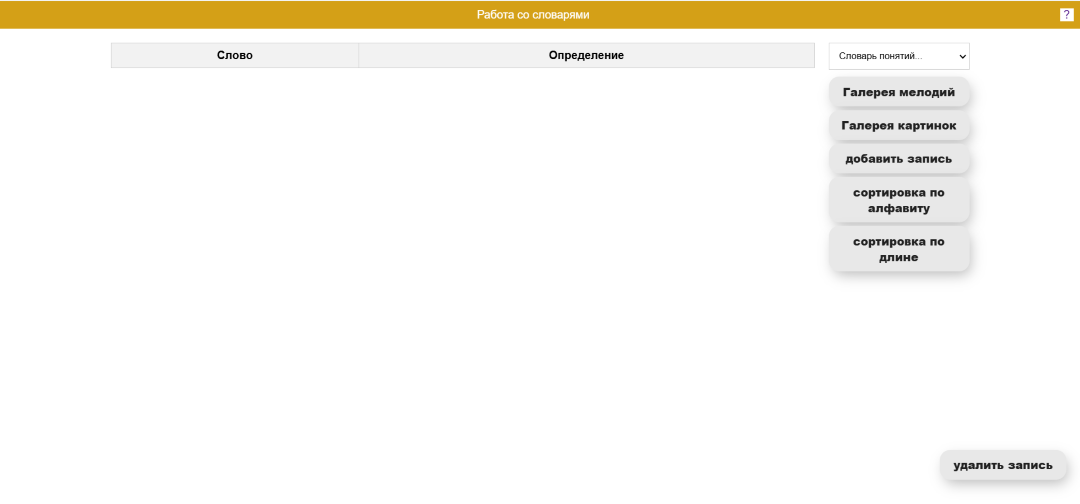 Работа со словарями
?
Слово
Определение
Словарь понятий...
Галерея мелодий
Галерея картинок
добавить запись
сортировка по
алфавиту
сортировка по
длине
удалить запись